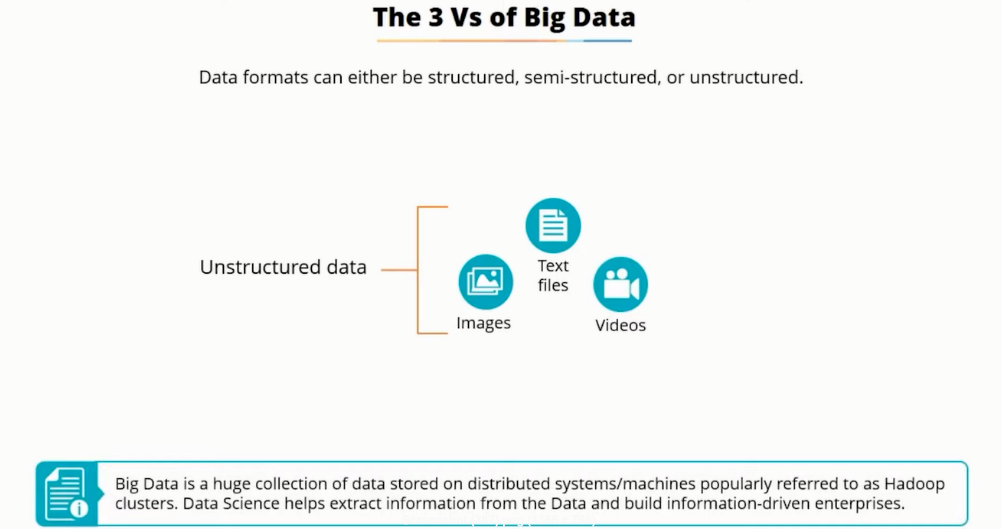 The 3 Vs of Big Data
Data formats can either be structured, semi-structured, or unstructured.
Unstructured data
Text
files
Images
Videos
Big Data is a huge collection of data stored on distributed systems/machines popularly referred to as Hadoop
clusters. Data Science helps extract information from the Data and build information-driven enterprises.